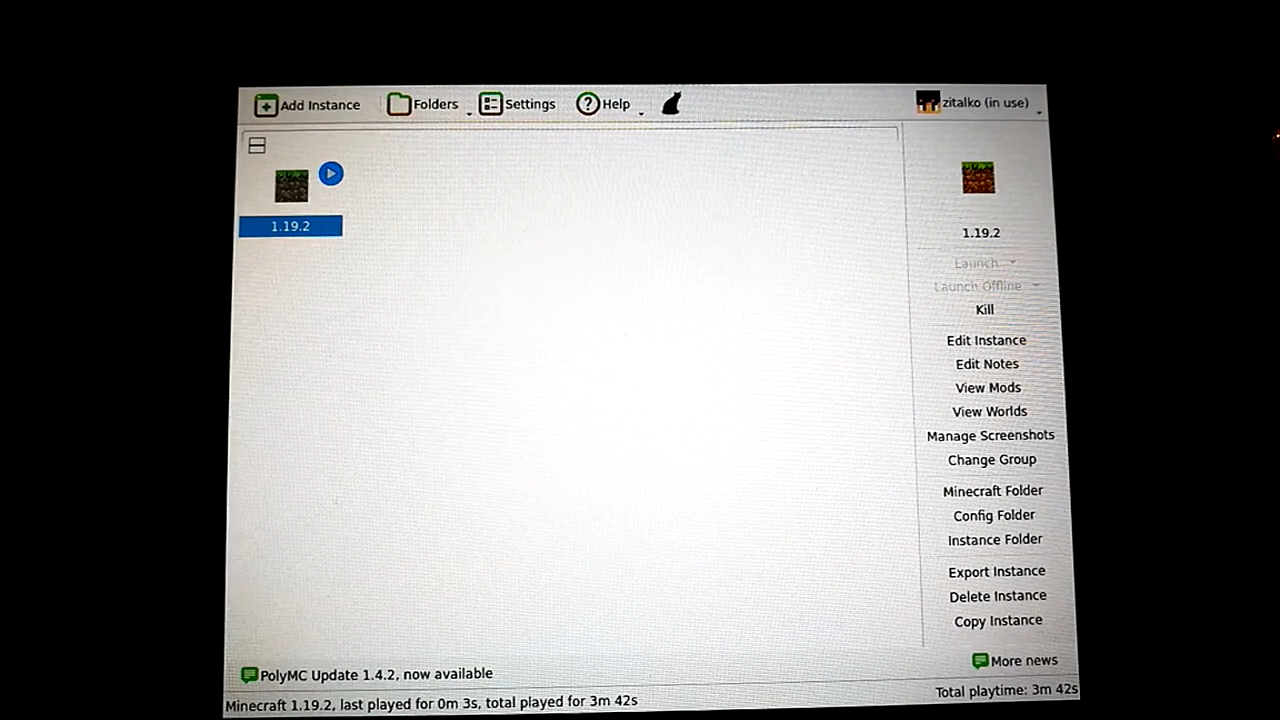 Add Instance Folders Settings Help zitalko (in use)
1.19.2
1.19.2
Launch
Launch Offline
Kill
Edit Instance
Edit Notes
View Mods
View Worlds
Manage Screenshots
Change Group
Minecraft Folder
Config Folder
Instance Folder
Export Instance
Delete Instance
Copy Instance
PolyMC Update 1.4.2, now available
More news
Minecraft 1.19.2, last played for 0m 3s, total played for 3m 42s
Total playtime: 3m 42s